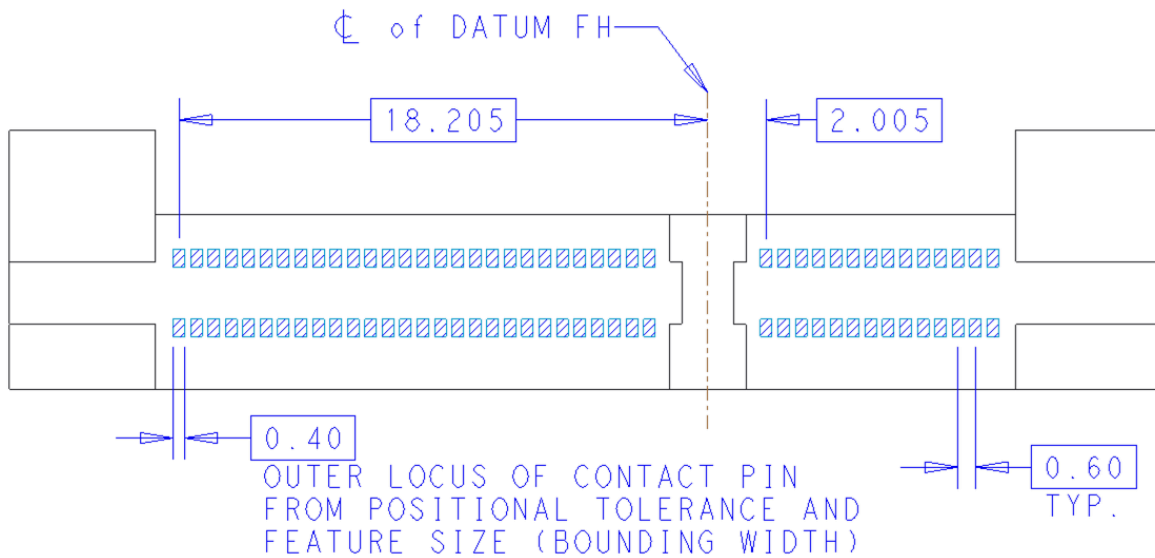 ℄ of DATUM FH
18.205
2.005
0.40
OUTER LOCUS OF CONTACT PIN
FROM POSITIONAL TOLERANCE AND
FEATURE SIZE (BOUNDING WIDTH)
0.60
TYP.